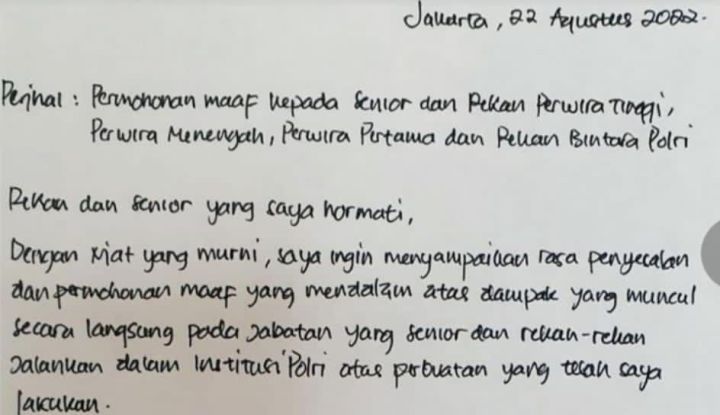 Jakarta, 22 Agustus 2022.
Perihal : Permohonan maaf kepada Senior dan Rekan Perwira Tinggi,
Perwira Menengah, Perwira Pertama dan Rekan Bintara Polri
Rekan dan senior yang saya hormati,
Dengan niat yang murni, saya ingin menyampaikan rasa penyesalan
dan permohonan maaf yang mendalam atas dampak yang muncul
secara langsung pada jabatan yang senior dan rekan-rekan
jalankan dalam institusi Polri atas perbuatan yang telah saya
lakukan.